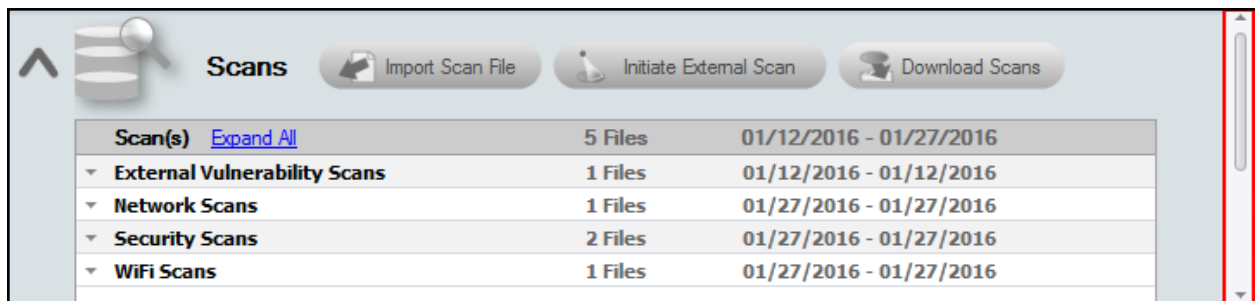 Scans Import Scan File Initiate External Scan Download Scans
Scan(s) Expand All 5 Files 01/12/2016 - 01/27/2016
External Vulnerability Scans 1 Files 01/12/2016 - 01/12/2016
Network Scans 1 Files 01/27/2016 - 01/27/2016
Security Scans 2 Files 01/27/2016 - 01/27/2016
WiFi Scans 1 Files 01/27/2016 - 01/27/2016